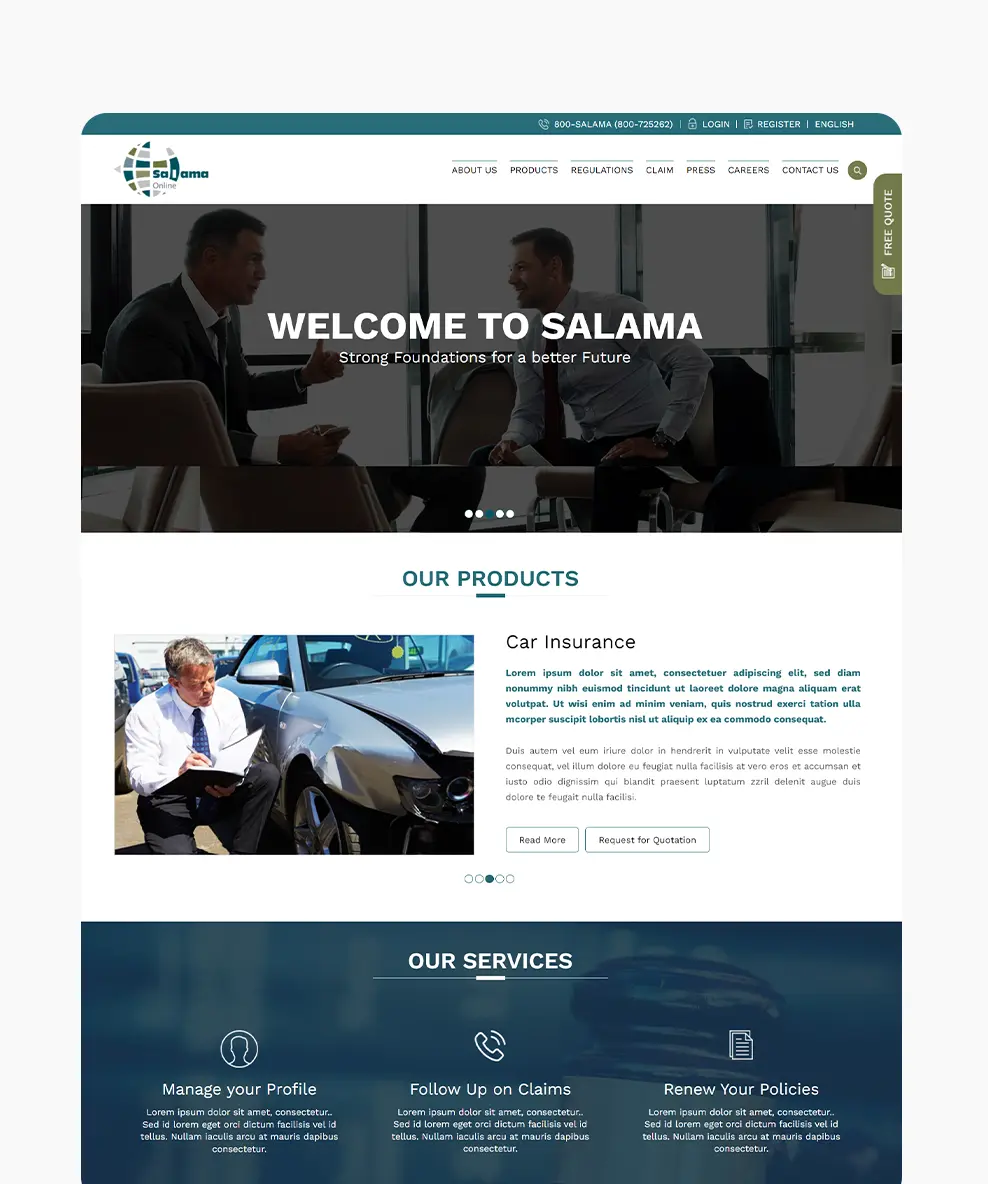 800-SALAMA (800-725262) | LOGIN | REGISTER | ENGLISH
Salama
Online
ABOUT US PRODUCTS REGULATIONS CLAIM PRESS CAREERS CONTACT US
FREE QUOTE
WELCOME TO SALAMA
Strong Foundations for a better Future
OUR PRODUCTS
Car Insurance
Lorem ipsum dolor sit amet, consectetuer adipiscing elit, sed diam
nonummy nibh euismod tincidunt ut laoreet dolore magna aliquam erat
volutpat. Ut wisi enim ad minim veniam, quis nostrud exerci tation ulla
mcorper suscipit lobortis nisl ut aliquip ex ea commodo consequat.
Duis autem vel eum iriure dolor in hendrerit in vulputate velit esse molestie
consequat, vel illum dolore eu feugiat nulla facilisis at vero eros et accumsan et
iusto odio dignissim qui blandit praesent luptatum zzril delenit augue duis
dolore te feugait nulla facilisi.
Read More
Request for Quotation
OUR SERVICES
Manage your Profile
Lorem ipsum dolor sit amet, consectetur..
Sed id lorem eget orci dictum facilisis vel id
tellus. Nullam iaculis arcu at mauris dapibus
consectetur.
Follow Up on Claims
Lorem ipsum dolor sit amet, consectetur..
Sed id lorem eget orci dictum facilisis vel id
tellus. Nullam iaculis arcu at mauris dapibus
consectetur.
Renew Your Policies
Lorem ipsum dolor sit amet, consectetur..
Sed id lorem eget orci dictum facilisis vel id
tellus. Nullam iaculis arcu at mauris dapibus
consectetur.